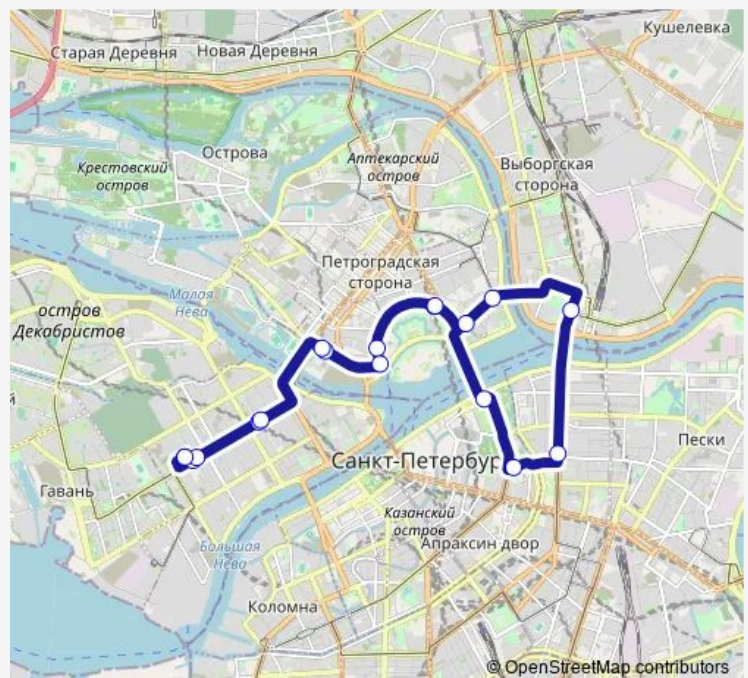 Кушелевка
Старая Деревня
Новая Деревня
Острова
Аптекарский
остров
Выборгская
сторона
Крестовский
остров
Петроградская
сторона
Малая
Нева
остров
Декабристов
й
Пески
Санкт-Петербур
Гавань
Казанский
остров
Апраксин двор
Большая
Нева
Коломна
© OpenStreetMap contributors